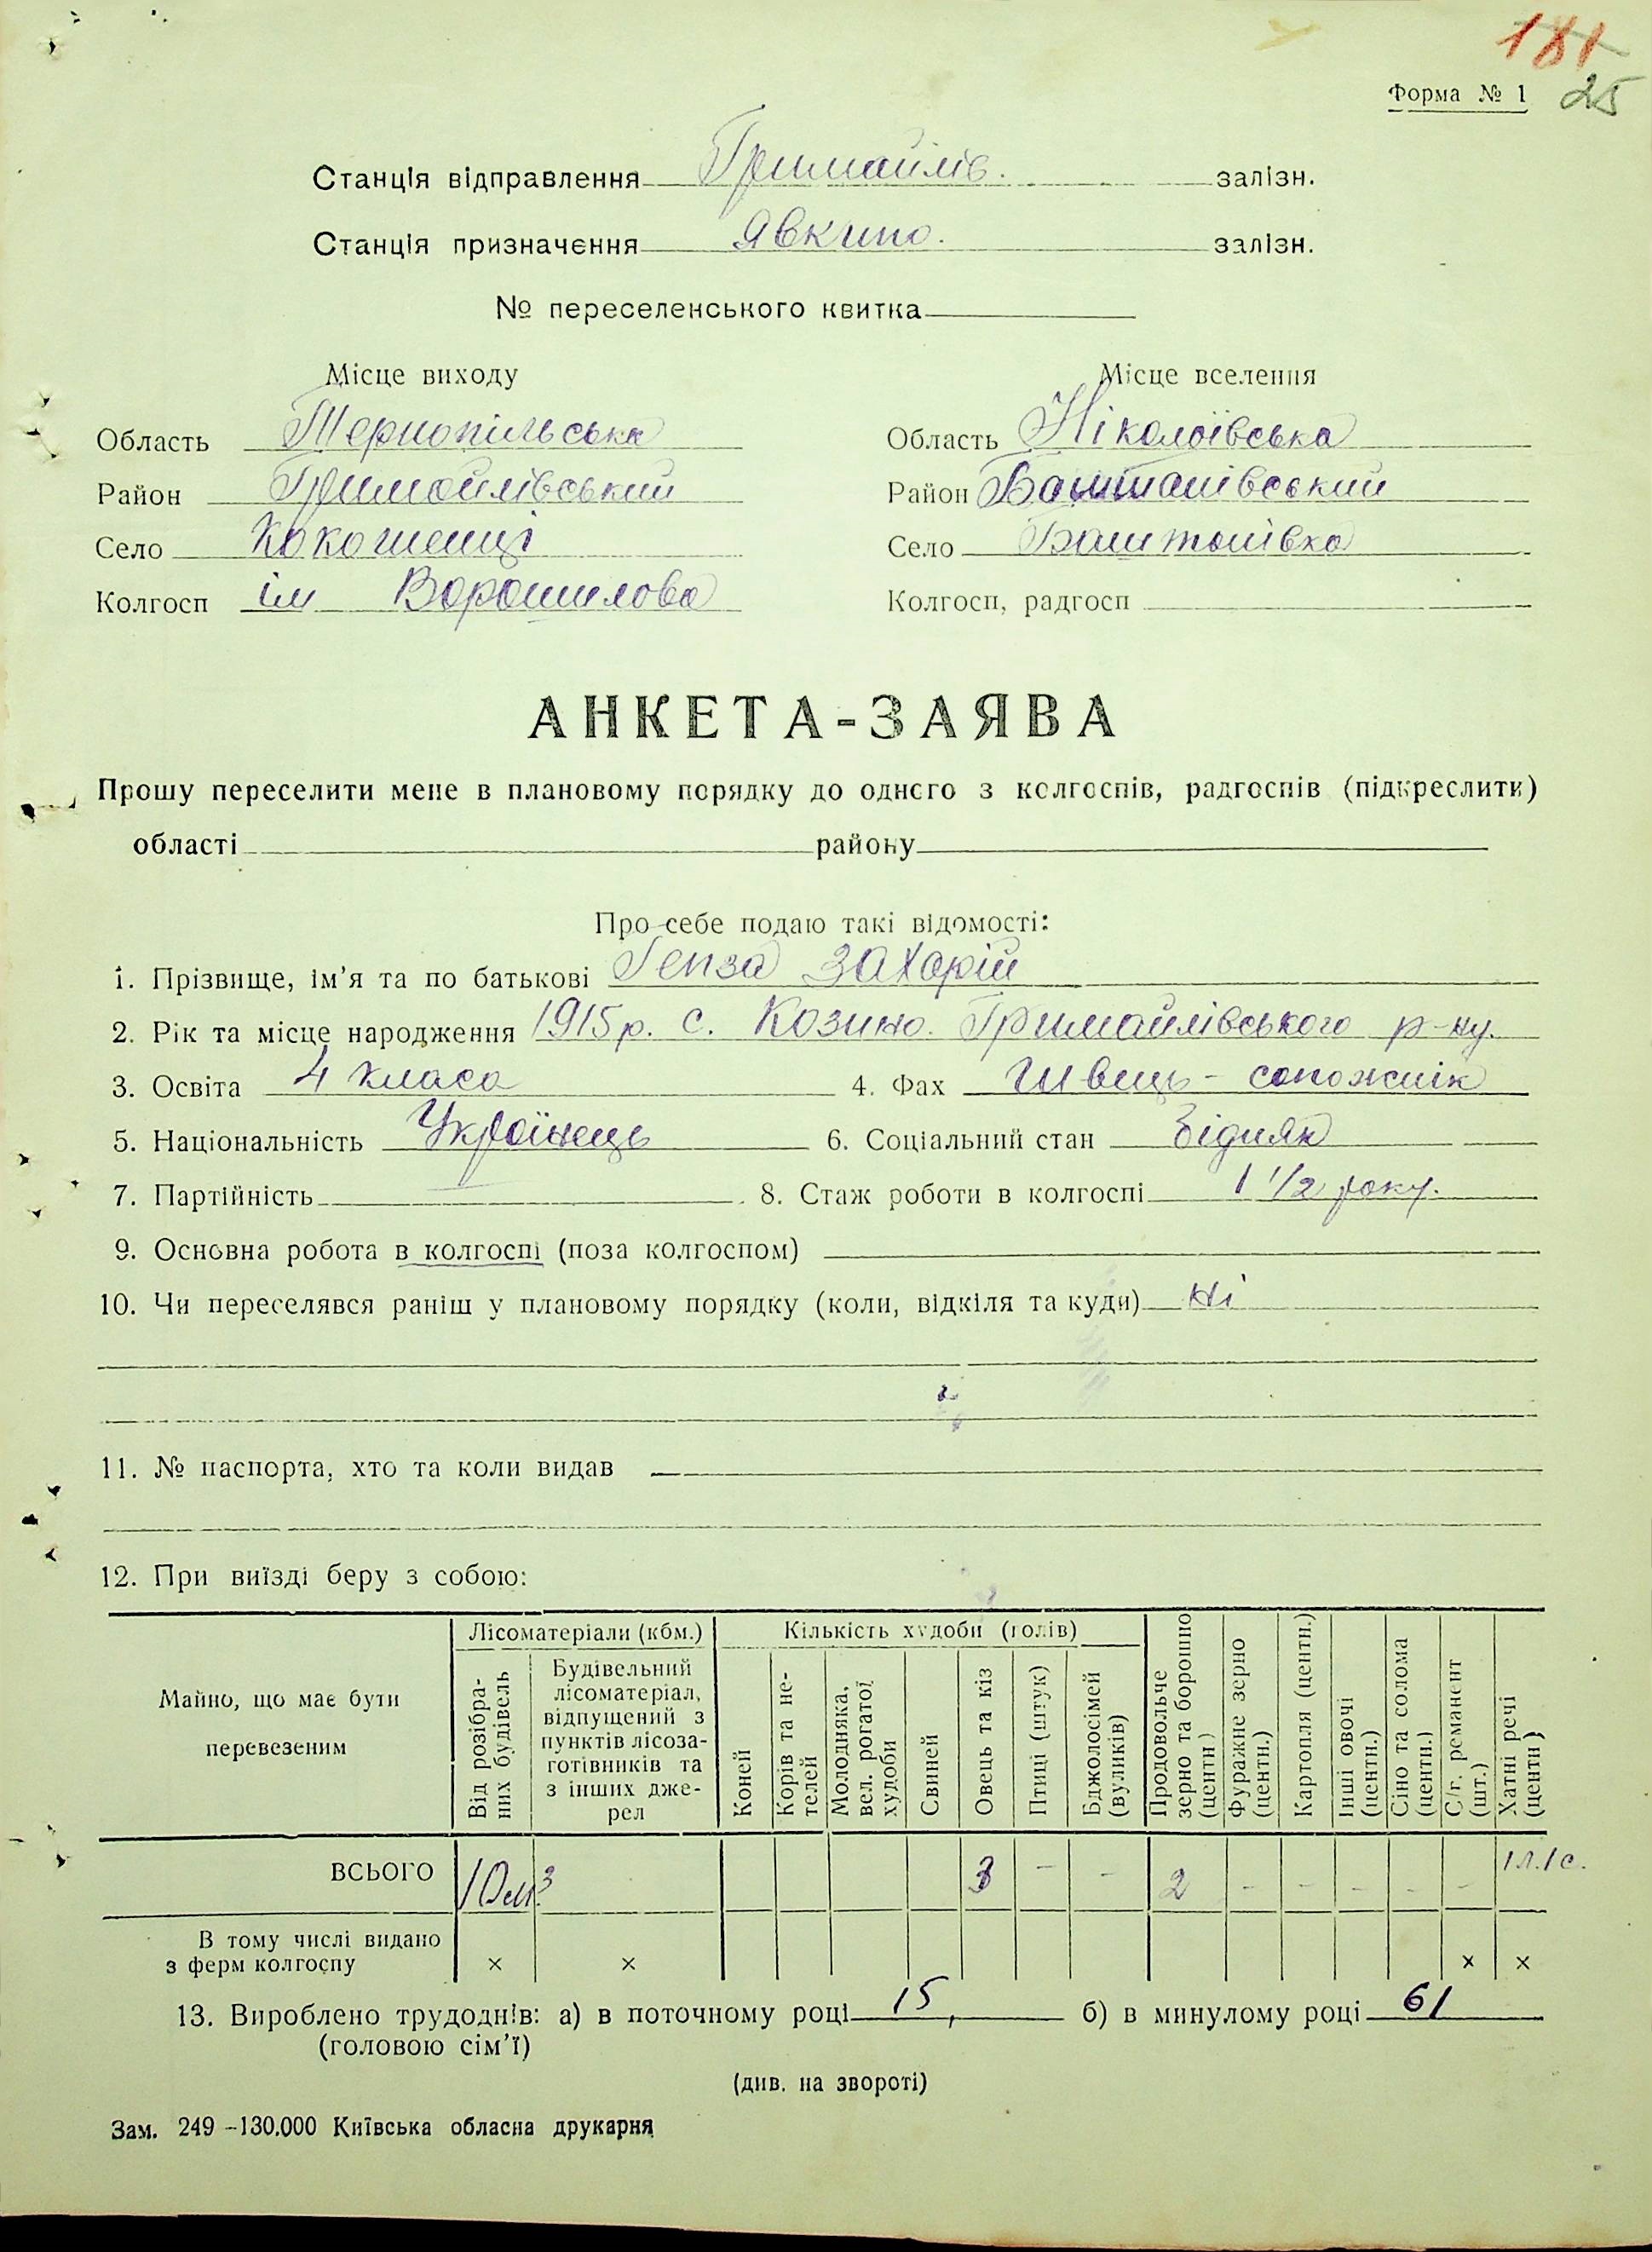 181
Форма № 1 25
Станція відправлення Гримайлів. залізн.
Станція призначення Явкино. залізн.
№ переселенського квитка
Місце виходу Місце вселення
Область Тернопільська Область Ніколоївська
Район Гримайлівський Район Баштанівський
Село Кокошинці Село Баштанівка
Колгосп ім Ворошилова Колгосп, радгосп
АНКЕТА-ЗАЯВА
Прошу переселити мене в плановому порядку до одного з колгоспів, радгоспів (підкреслити)
області району
Про себе подаю такі відомості:
1. Прізвище, ім'я та по батькові Гепза Захарій
2. Рік та місце народження 1915 р. с. Козино. Гримайлівського р-ну.
3. Освіта 4 класа 4. Фах Швець - сапожнік
5. Національність Українець 6. Соціальний стан Бідняк
7. Партійність 8. Стаж роботи в колгоспі 1 1/2 року.
9. Основна робота в колгоспі (поза колгоспом)
10. Чи переселявся раніш у плановому порядку (коли, відкіля та куди) Ні
11. № паспорта, хто та коли видав
12. При виїзді беру з собою:
Майно, що має бути перевезеним
Лісоматеріали (кбм.)
Від розібраних будівель
Будівельний лісоматеріал, відпущений з пунктів лісозаготівників та з інших джерел
Кількість худоби (голів)
Коней
Корів та нетелей
Молодняка, вел. рогатої худоби
Свиней
Овець та кіз
Птиці (штук)
Бджолосімей (вуликів)
Продовольче зерно та борошно (центн)
Фуражне зерно (центн.)
Картопля (центн.)
Інші овочі (центн.)
Сіно та солома (центн.)
С/г. реманент (шт.)
Хатні речі (центн)
ВСЬОГО 10 м3 3 - - 2 - - - - -
В тому числі видано
з ферм колгоспу × × × ×
13. Вироблено трудоднів: а) в поточному році 15, б) в минулому році 61
(головою сім'ї)
(див. на звороті)
Зам. 249 -130.000 Київська обласна друкарня